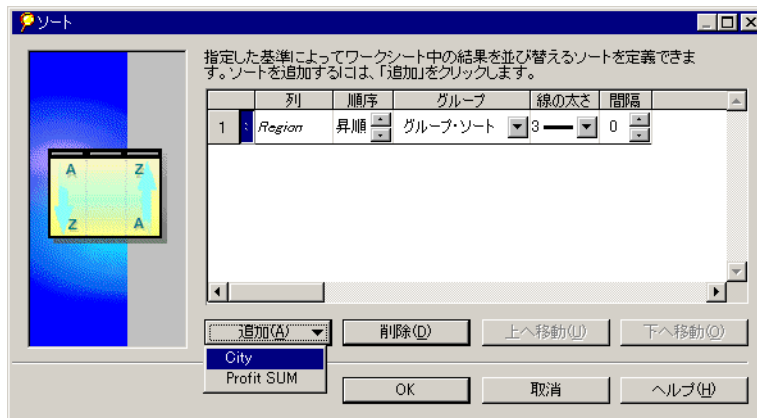 ソート
指定した基準によってワークシート中の結果を並び替えるソートを定義できま
す。ソートを追加するには、「追加」をクリックします。
列 順序 グループ 線の太さ 間隔
1 Region 昇順 グループ・ソート 3 0
A Z
Z A
追加(A) 削除(D) 上へ移動(U) 下へ移動(O)
City
Profit SUM
OK 取消 ヘルプ(H)